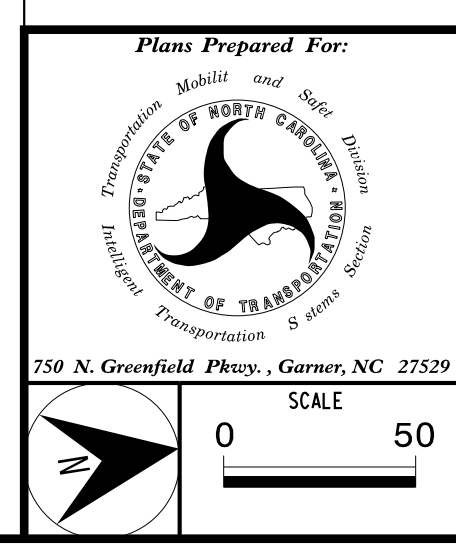 Plans Prepared For:
Transportation Mobilit and Safet Division
STATE OF NORTH CAROLINA
DEPARTMENT OF TRANSPORTATION
Intelligent Transportation S stems Section
750 N. Greenfield Pkwy. , Garner, NC 27529
N
SCALE
0 50